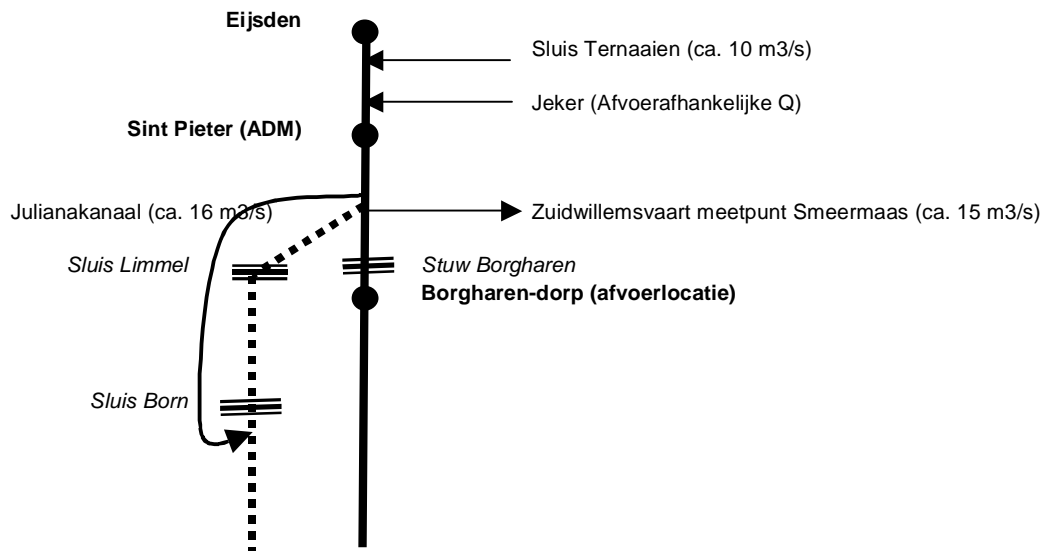 Eijsden
Sluis Ternaaien (ca. 10 m3/s)
Jeker (Afvoerafhankelijke Q)
Sint Pieter (ADM)
Julianakanaal (ca. 16 m3/s)
Zuidwillemsvaart meetpunt Smeermaas (ca. 15 m3/s)
Sluis Limmel
Stuw Borgharen
Borgharen-dorp (afvoerlocatie)
Sluis Born